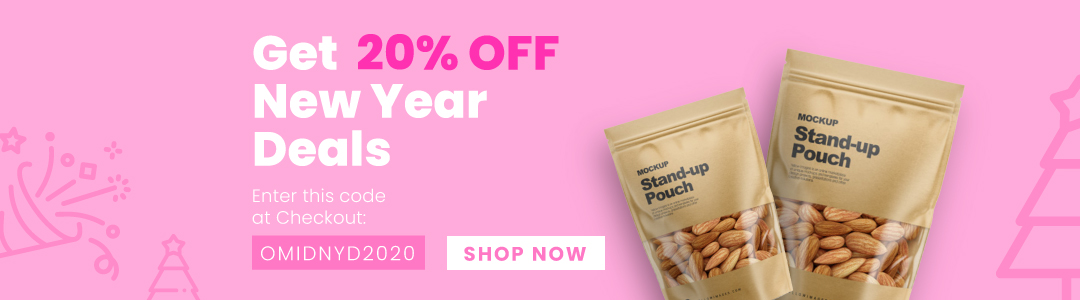 Get 20% OFF
New Year
Deals
Enter this code
at Checkout:
OMIDNYD2020
SHOP NOW
MOCKUP
Stand-up
Pouch
MOCKUP
Stand-up
Pouch